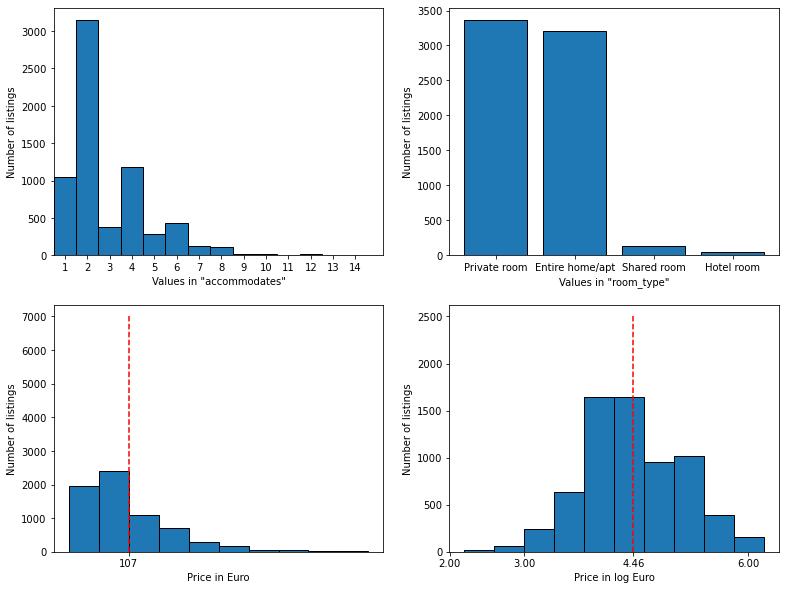 Number of listings
3000
2500
2000
1500
1000
500
0
1 2 3 4 5 6 7 8 9 10 11 12 13 14
Values in "accommodates"
Number of listings
3500
3000
2500
2000
1500
1000
500
0
Private room Entire home/apt Shared room Hotel room
Values in "room_type"
Number of listings
7000
6000
5000
4000
3000
2000
1000
0
107
Price in Euro
Number of listings
2500
2000
1500
1000
500
0
2.00 3.00 4.46 6.00
Price in log Euro